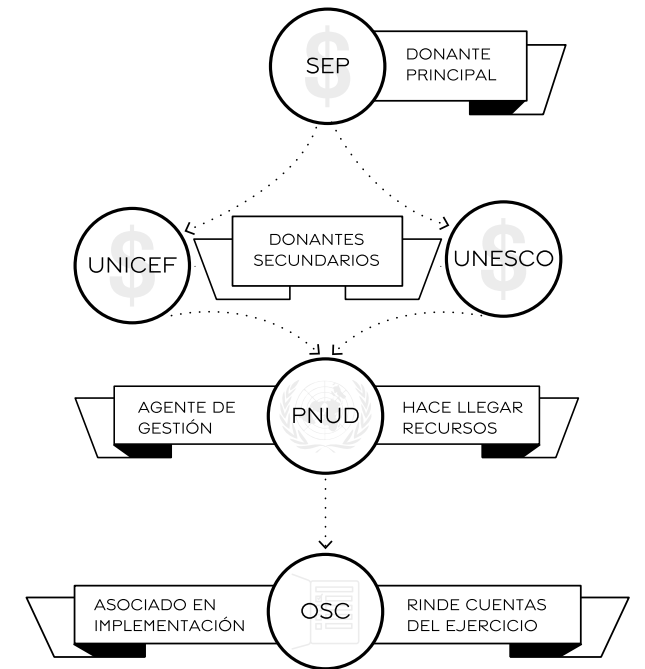 SEP
DONANTE
PRINCIPAL
UNICEF
DONANTES
SECUNDARIOS
UNESCO
AGENTE DE
GESTIÓN
PNUD
HACE LLEGAR
RECURSOS
ASOCIADO EN
IMPLEMENTACIÓN
OSC
RINDE CUENTAS
DEL EJERCICIO